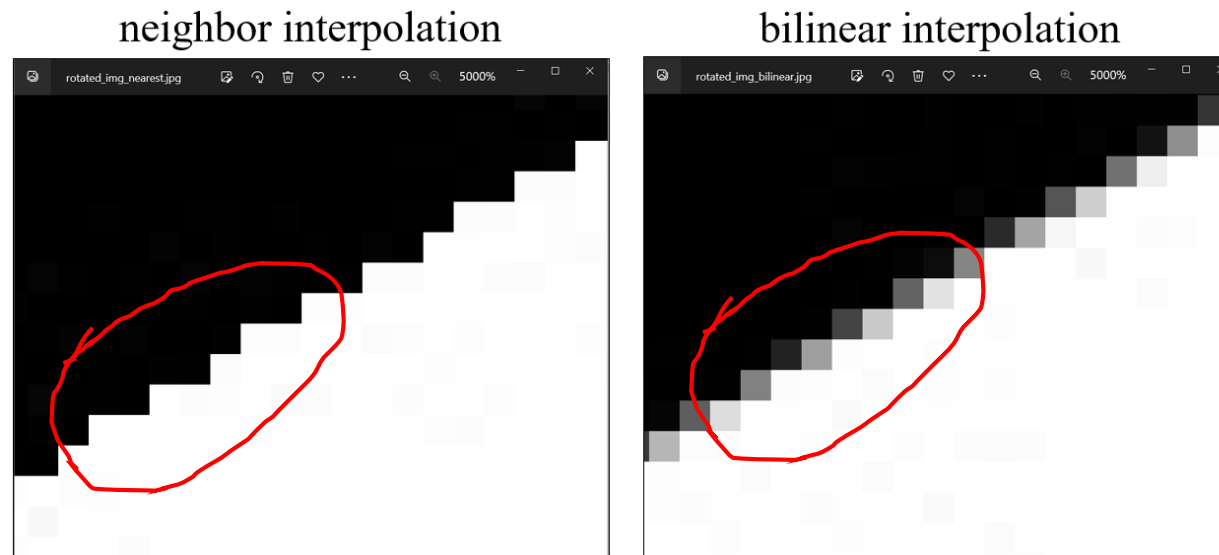 neighbor interpolation
bilinear interpolation
rotated_img_nearest.jpg
5000%
rotated_img_bilinear.jpg
5000%